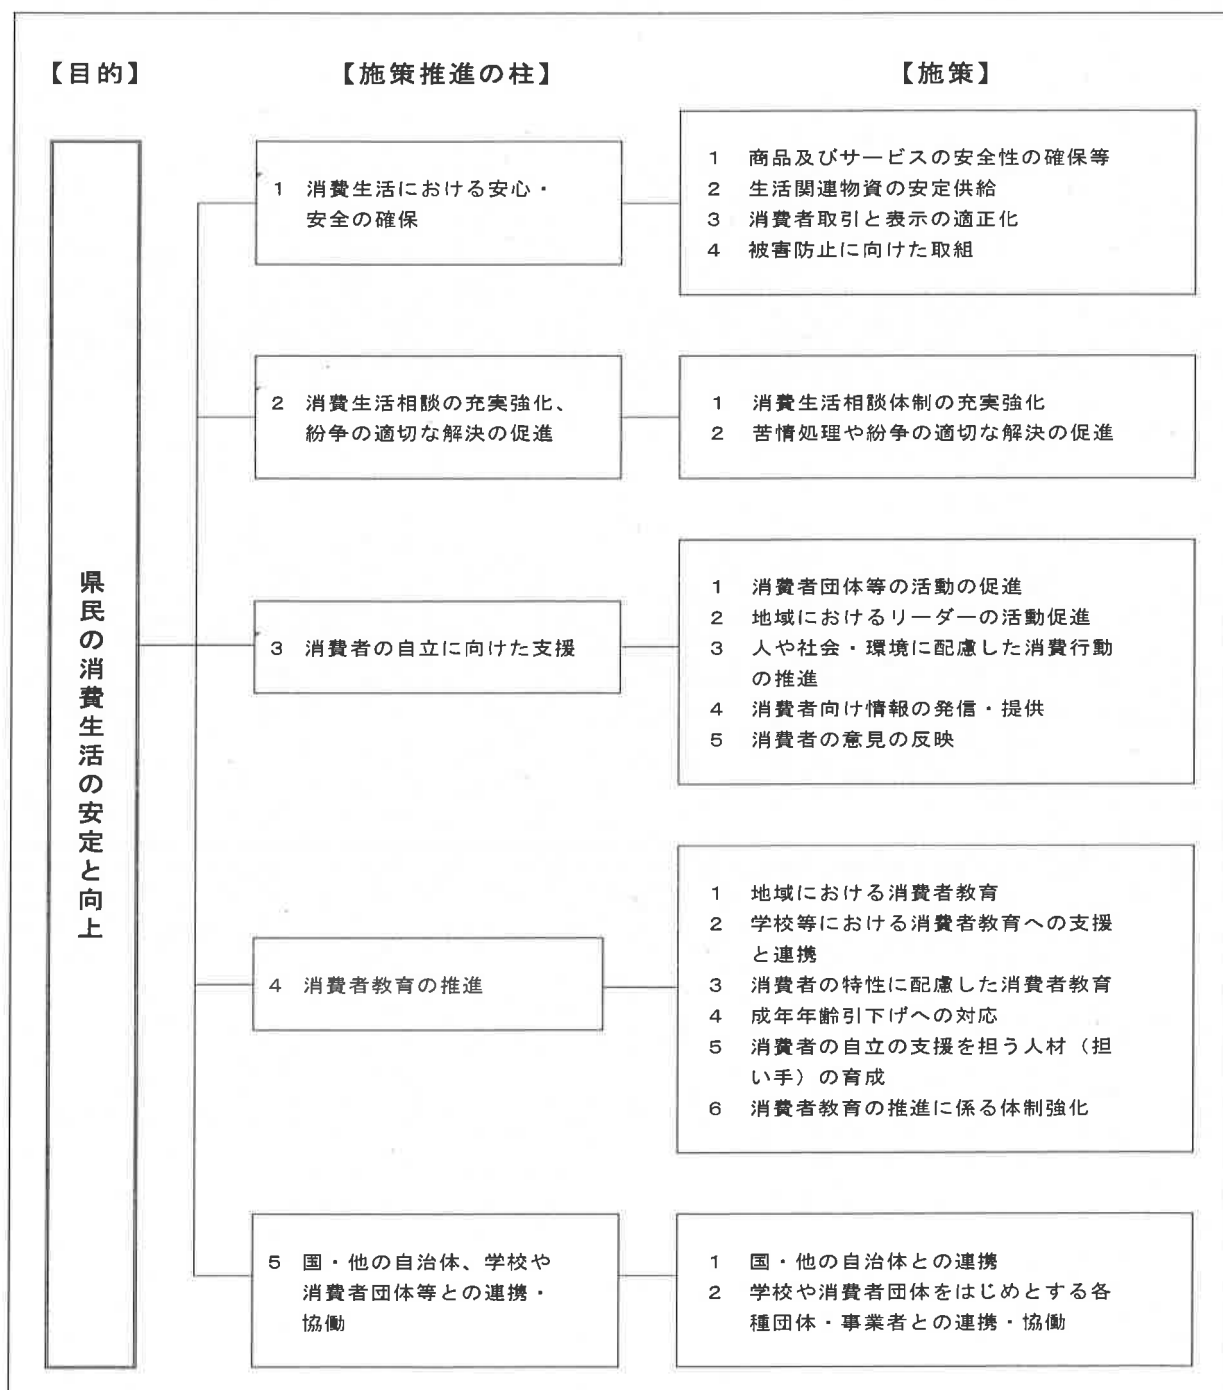 【目的】
【施策推進の柱】
【施策】
県民の消費生活の安定と向上
1 消費生活における安心・
安全の確保
1 商品及びサービスの安全性の確保等
2 生活関連物資の安定供給
3 消費者取引と表示の適正化
4 被害防止に向けた取組
2 消費生活相談の充実強化、
紛争の適切な解決の促進
1 消費生活相談体制の充実強化
2 苦情処理や紛争の適切な解決の促進
3 消費者の自立に向けた支援
1 消費者団体等の活動の促進
2 地域におけるリーダーの活動促進
3 人や社会・環境に配慮した消費行動
の推進
4 消費者向け情報の発信・提供
5 消費者の意見の反映
4 消費者教育の推進
1 地域における消費者教育
2 学校等における消費者教育への支援
と連携
3 消費者の特性に配慮した消費者教育
4 成年年齢引下げへの対応
5 消費者の自立の支援を担う人材（担
い手）の育成
6 消費者教育の推進に係る体制強化
5 国・他の自治体、学校や
消費者団体等との連携・
協働
1 国・他の自治体との連携
2 学校や消費者団体をはじめとする各
種団体・事業者との連携・協働